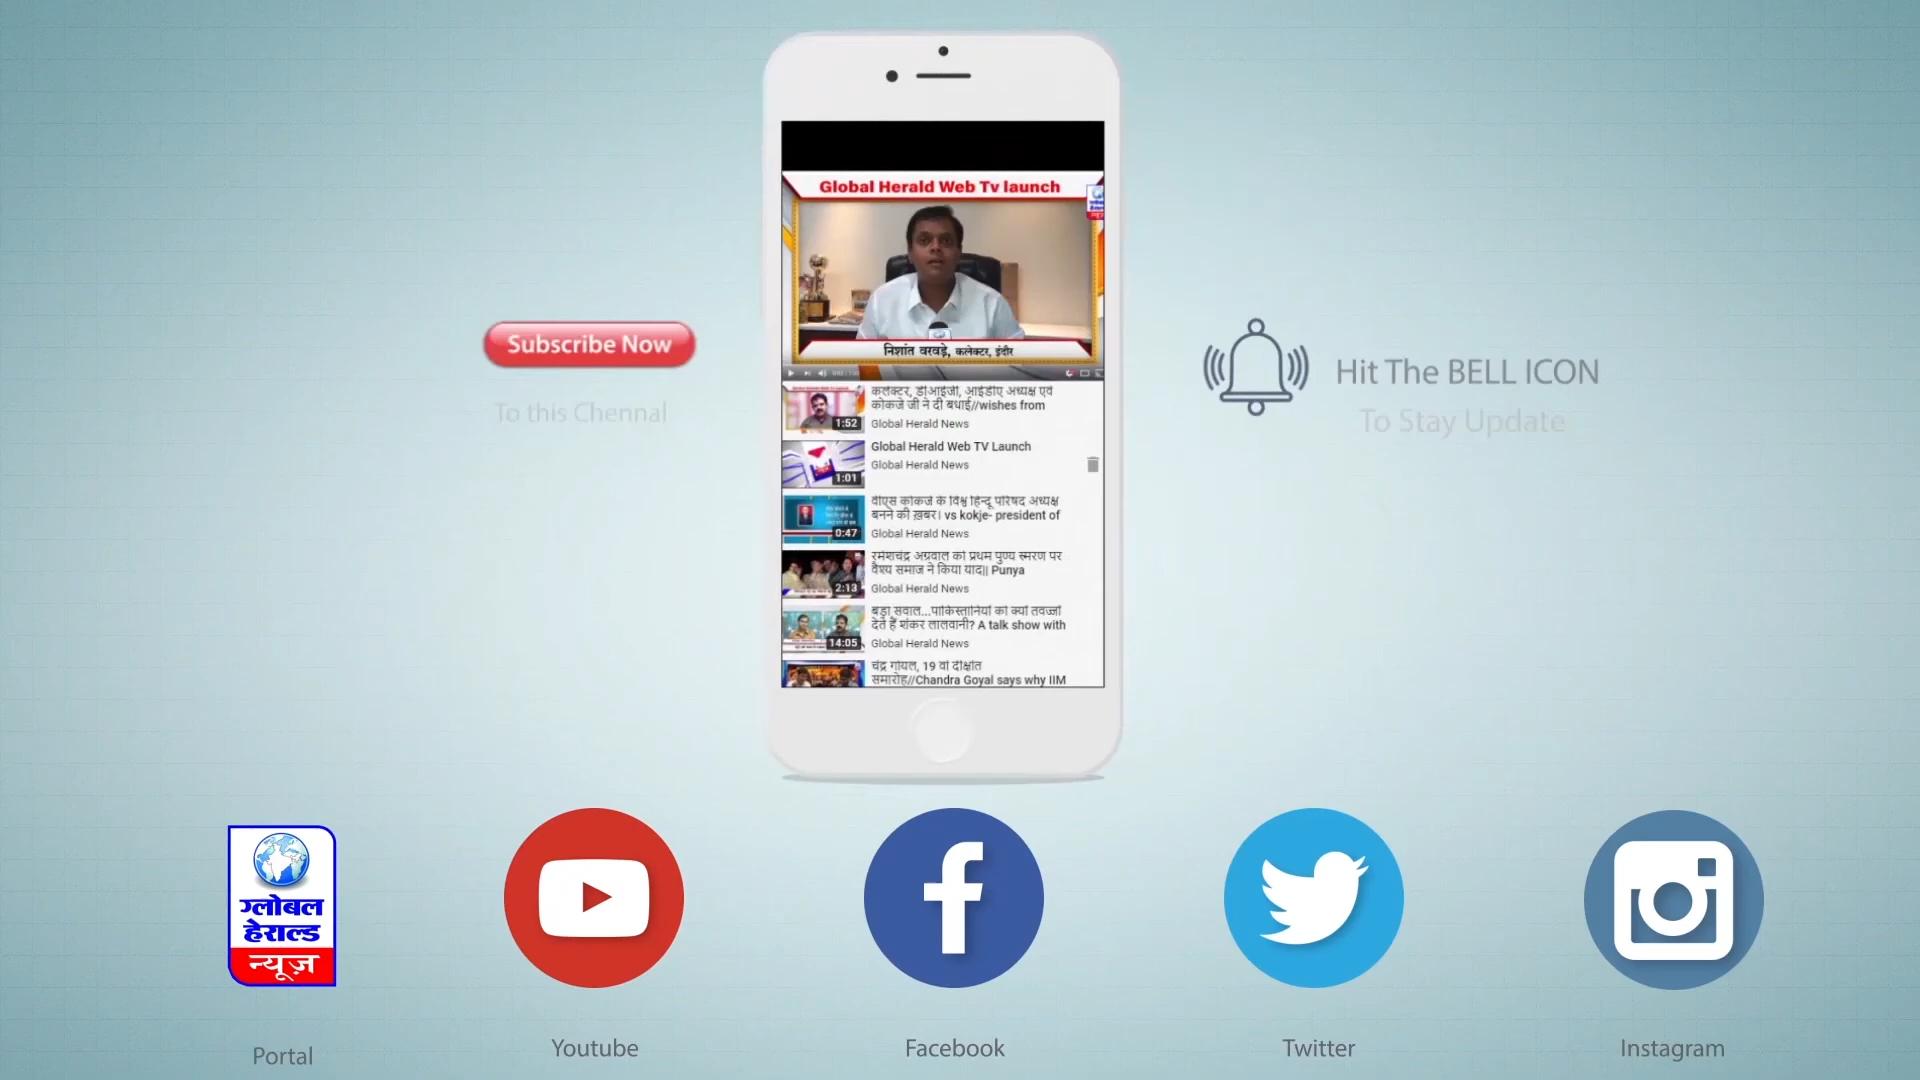 Global Herald Web Tv launch
निशांत वरवड़े, कलेक्टर, इंदौर
Subscribe Now
To this Chennal
Hit The BELL ICON
To Stay Update
कलेक्टर, डीआईजी, आईडीए अध्यक्ष एवं
कोकजे जी ने दी बधाई//wishes from
Global Herald News
1:52
Global Herald Web TV Launch
Global Herald News
1:01
वीएस कोकजे के विश्व हिन्दू परिषद अध्यक्ष
बनने की ख़बर। vs kokje- president of
Global Herald News
0:47
रमेशचंद्र अग्रवाल को प्रथम पुण्य स्मरण पर
वैश्य समाज ने किया याद|| Punya
Global Herald News
2:13
बड़ा सवाल...पाकिस्तानियों को क्यों तवज्जो
देते हैं शंकर लालवानी? A talk show with
Global Herald News
14:05
चंद्र गोयल, 19 वां दीक्षांत
समारोह//Chandra Goyal says why IIM
ग्लोबल
हेराल्ड
न्यूज़
Portal
Youtube
Facebook
Twitter
Instagram